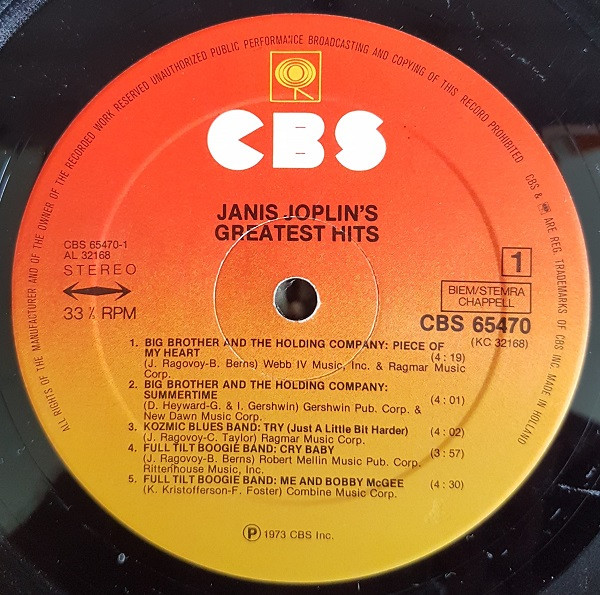 ALL RIGHTS OF THE MANUFACTURER AND OF THE OWNER OF THE RECORDED WORK RESERVED UNAUTHORIZED PUBLIC PERFORMANCE BROADCASTING AND COPYING OF THIS RECORD PROHIBITED
CBS & ARE REG. TRADEMARKS OF CBS INC. MADE IN HOLLAND
CBS
JANIS JOPLIN'S
GREATEST HITS
CBS 65470-1
AL 32168
STEREO
33⅓ RPM
1
BIEM/STEMRA
CHAPPELL
CBS 65470
(KC 32168)
1. BIG BROTHER AND THE HOLDING COMPANY: PIECE OF
MY HEART (4:19)
(J. Ragovoy-B. Berns) Webb IV Music, Inc. & Ragmar Music
Corp.
2. BIG BROTHER AND THE HOLDING COMPANY:
SUMMERTIME (4:01)
(D. Heyward-G. & I. Gershwin) Gershwin Pub. Corp. &
New Dawn Music Corp.
3. KOZMIC BLUES BAND: TRY (Just A Little Bit Harder) (4:02)
(J. Ragovoy-C. Taylor) Ragmar Music Corp.
4. FULL TILT BOOGIE BAND: CRY BABY (3:57)
(J. Ragovoy-B. Berns) Robert Mellin Music Pub. Corp.
Rittenhouse Music, Inc.
5. FULL TILT BOOGIE BAND: ME AND BOBBY McGEE (4:30)
(K. Kristofferson-F. Foster) Combine Music Corp.
℗ 1973 CBS Inc.